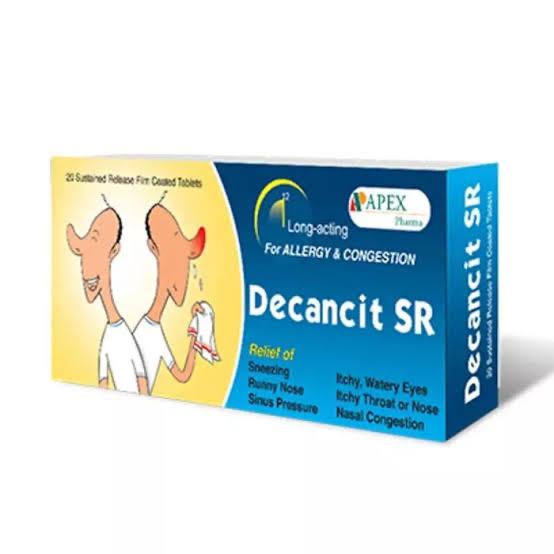 20 Sustained Release Film Coated Tablets
12
Long-acting
For ALLERGY & CONGESTION
APEX
Pharma
Decancit SR
Relief of
Sneezing
Runny Nose
Sinus Pressure
Itchy, Watery Eyes
Itchy Throat or Nose
Nasal Congestion
Decancit SR
20 Sustained Release Film Coated Tablets